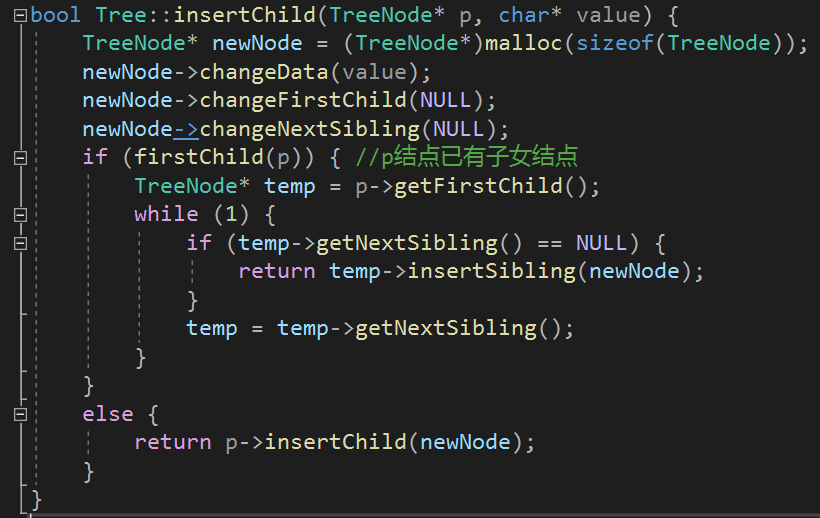 bool Tree::insertChild(TreeNode* p, char* value) {
TreeNode* newNode = (TreeNode*)malloc(sizeof(TreeNode));
newNode->changeData(value);
newNode->changeFirstChild(NULL);
newNode->changeNextSibling(NULL);
if (firstChild(p)) { //p结点已有子女结点
TreeNode* temp = p->getFirstChild();
while (1) {
if (temp->getNextSibling() == NULL) {
return temp->insertSibling(newNode);
}
temp = temp->getNextSibling();
}
}
else {
return p->insertChild(newNode);
}
}